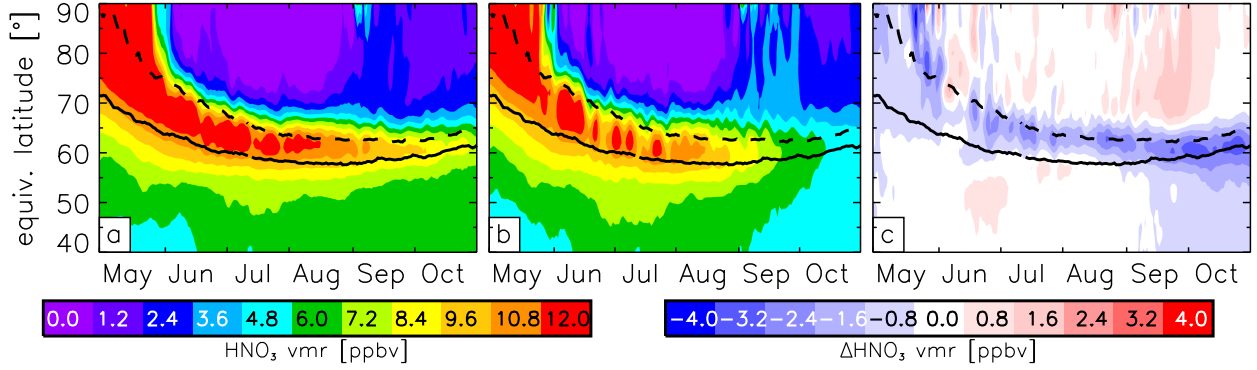 90
80
70
60
50
40
equiv. latitude [°]
a
b
c
May Jun Jul Aug Sep Oct
May Jun Jul Aug Sep Oct
May Jun Jul Aug Sep Oct
0.0 1.2 2.4 3.6 4.8 6.0 7.2 8.4 9.6 10.8 12.0
HNO₃ vmr [ppbv]
−4.0 −3.2 −2.4 −1.6 −0.8 0.0 0.8 1.6 2.4 3.2 4.0
ΔHNO₃ vmr [ppbv]